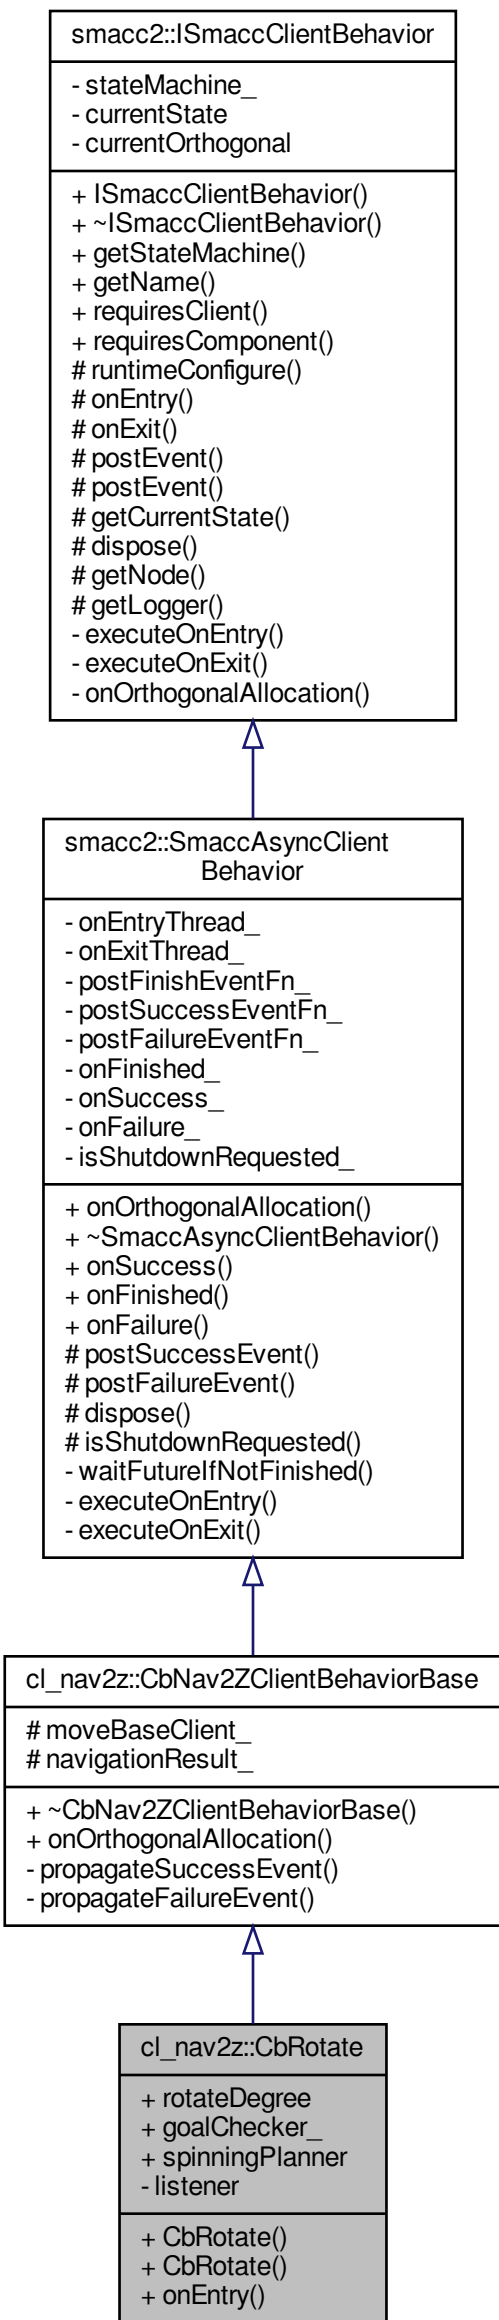 smacc2::ISmaccClientBehavior
- stateMachine_
- currentState
- currentOrthogonal
+ ISmaccClientBehavior()
+ ~ISmaccClientBehavior()
+ getStateMachine()
+ getName()
+ requiresClient()
+ requiresComponent()
# runtimeConfigure()
# onEntry()
# onExit()
# postEvent()
# postEvent()
# getCurrentState()
# dispose()
# getNode()
# getLogger()
- executeOnEntry()
- executeOnExit()
- onOrthogonalAllocation()
smacc2::SmaccAsyncClient
Behavior
- onEntryThread_
- onExitThread_
- postFinishEventFn_
- postSuccessEventFn_
- postFailureEventFn_
- onFinished_
- onSuccess_
- onFailure_
- isShutdownRequested_
+ onOrthogonalAllocation()
+ ~SmaccAsyncClientBehavior()
+ onSuccess()
+ onFinished()
+ onFailure()
# postSuccessEvent()
# postFailureEvent()
# dispose()
# isShutdownRequested()
- waitFutureIfNotFinished()
- executeOnEntry()
- executeOnExit()
cl_nav2z::CbNav2ZClientBehaviorBase
# moveBaseClient_
# navigationResult_
+ ~CbNav2ZClientBehaviorBase()
+ onOrthogonalAllocation()
- propagateSuccessEvent()
- propagateFailureEvent()
cl_nav2z::CbRotate
+ rotateDegree
+ goalChecker_
+ spinningPlanner
- listener
+ CbRotate()
+ CbRotate()
+ onEntry()